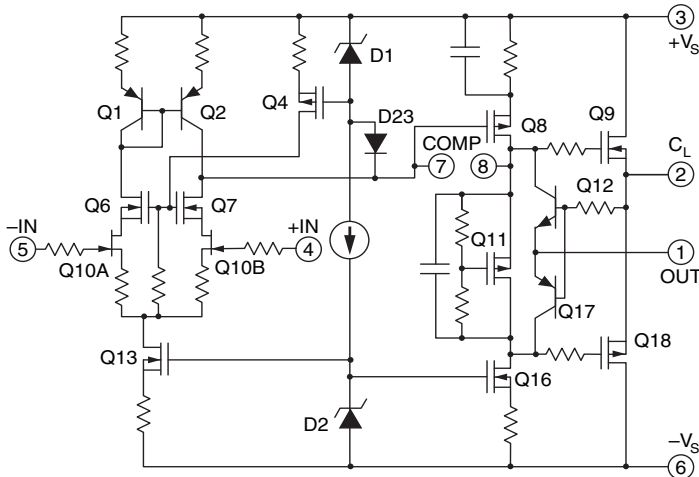 3
+VS
D1
Q1
Q2
Q4
Q8
Q9
D23
COMP
7
8
CL
2
Q12
Q6
Q7
–IN
+IN
5
4
Q10A
Q10B
Q11
1
OUT
Q17
Q13
Q18
Q16
D2
–VS
6